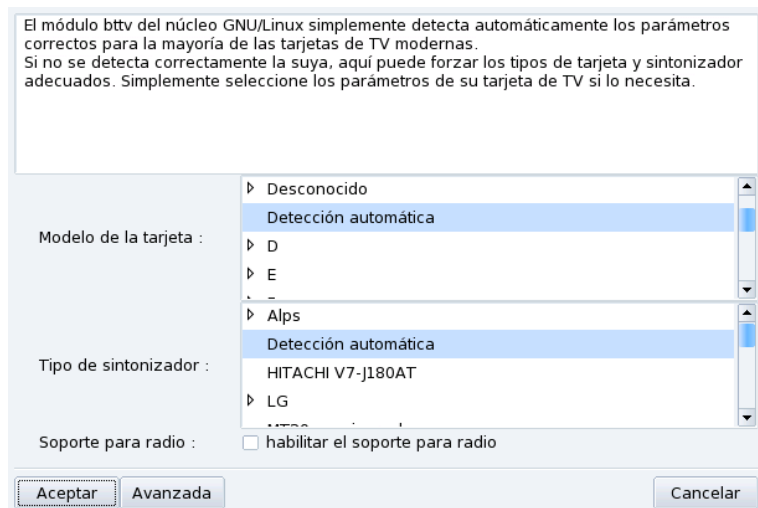 El módulo bttv del núcleo GNU/Linux simplemente detecta automáticamente los parámetros
correctos para la mayoría de las tarjetas de TV modernas.
Si no se detecta correctamente la suya, aquí puede forzar los tipos de tarjeta y sintonizador
adecuados. Simplemente seleccione los parámetros de su tarjeta de TV si lo necesita.
Modelo de la tarjeta :
Desconocido
Detección automática
D
E
Tipo de sintonizador :
Alps
Detección automática
HITACHI V7-J180AT
LG
Soporte para radio :
habilitar el soporte para radio
Aceptar
Avanzada
Cancelar